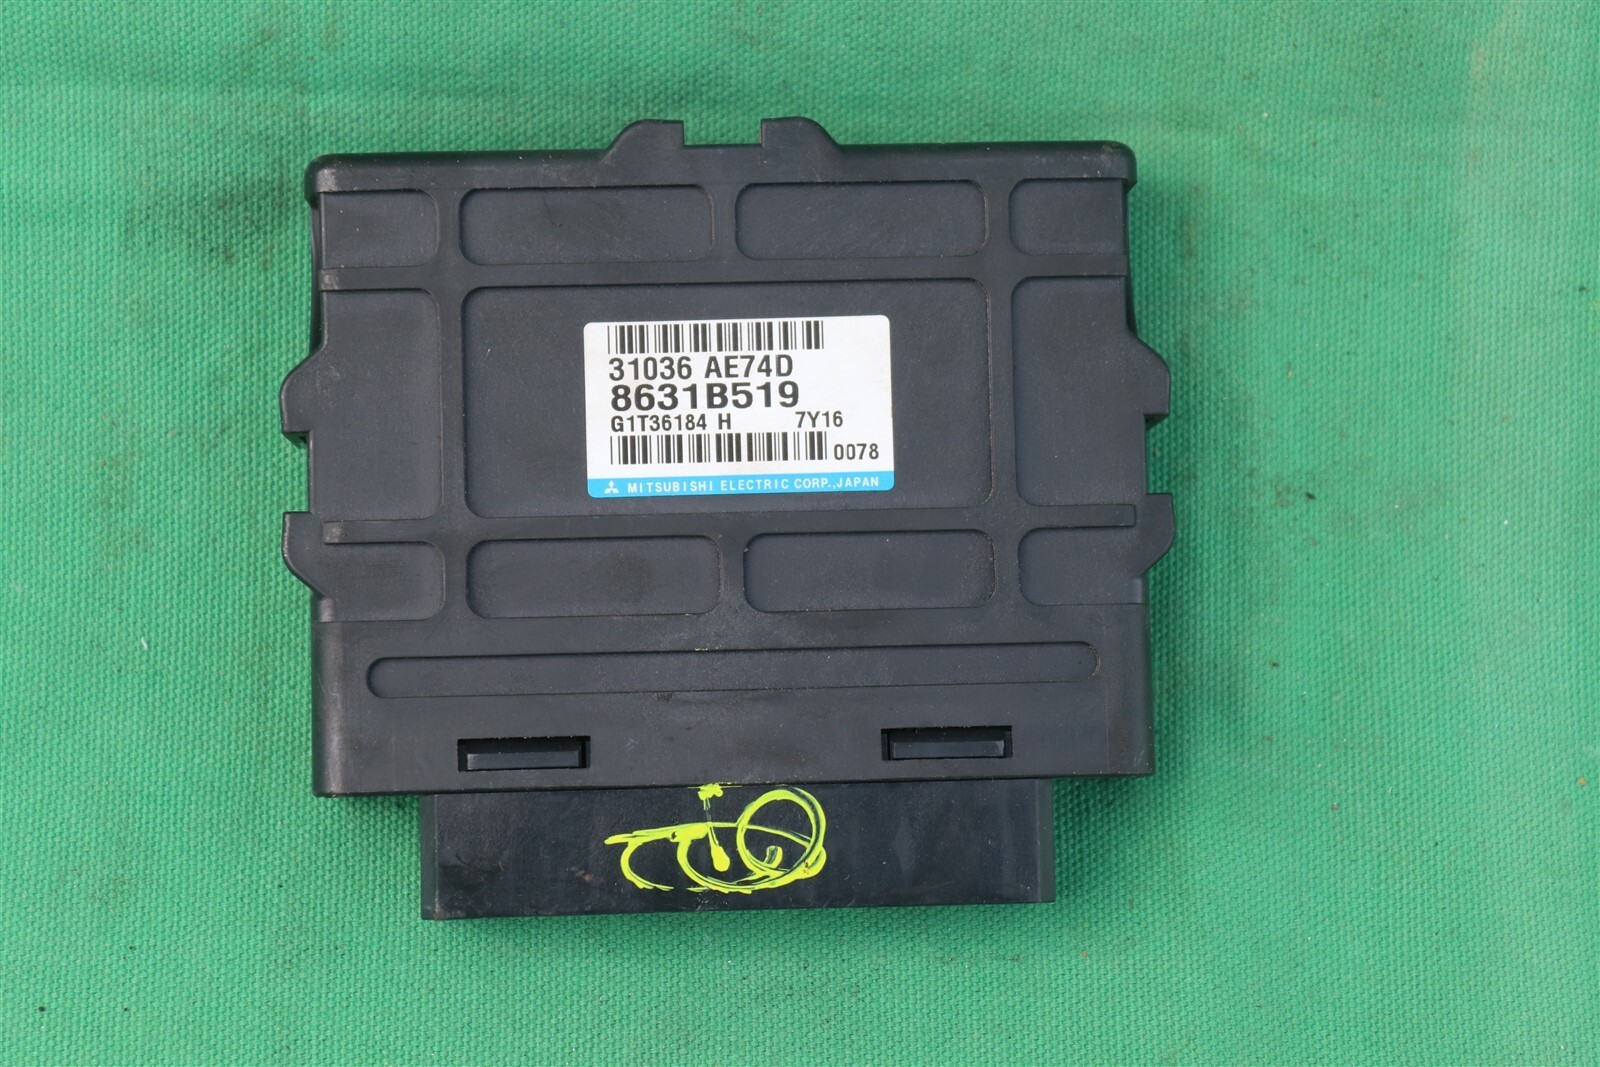 31036 AE74D
8631B519
G1T36184 H 7Y16
0078
MITSUBISHI ELECTRIC CORP.,JAPAN